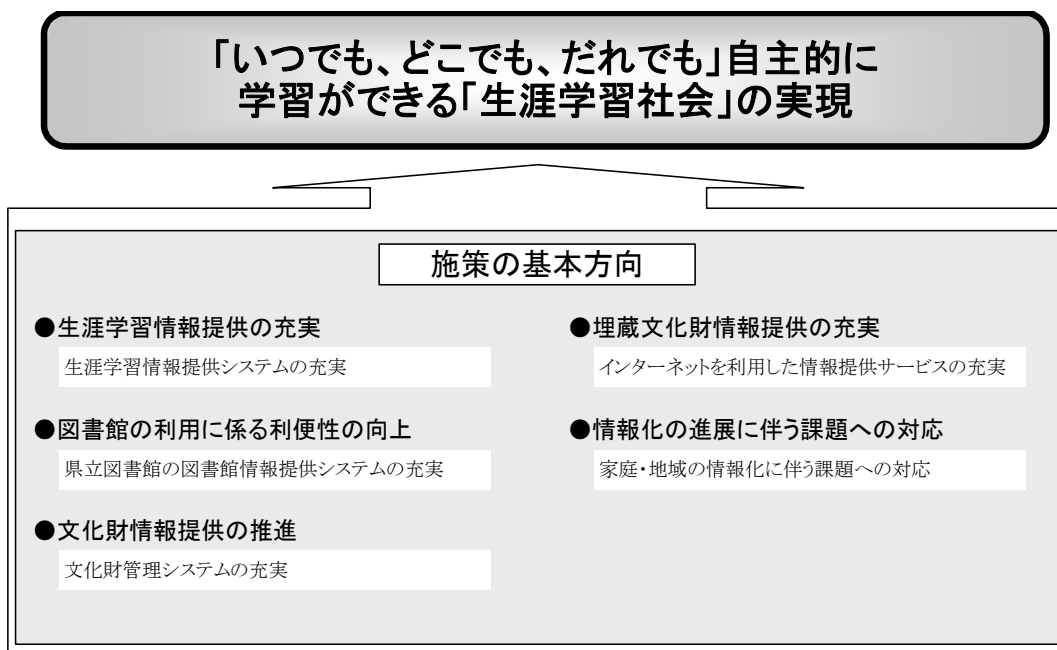 「いつでも、どこでも、だれでも」自主的に
学習ができる「生涯学習社会」の実現
施策の基本方向
●生涯学習情報提供の充実
生涯学習情報提供システムの充実
●図書館の利用に係る利便性の向上
県立図書館の図書館情報提供システムの充実
●文化財情報提供の推進
文化財管理システムの充実
●埋蔵文化財情報提供の充実
インターネットを利用した情報提供サービスの充実
●情報化の進展に伴う課題への対応
家庭・地域の情報化に伴う課題への対応